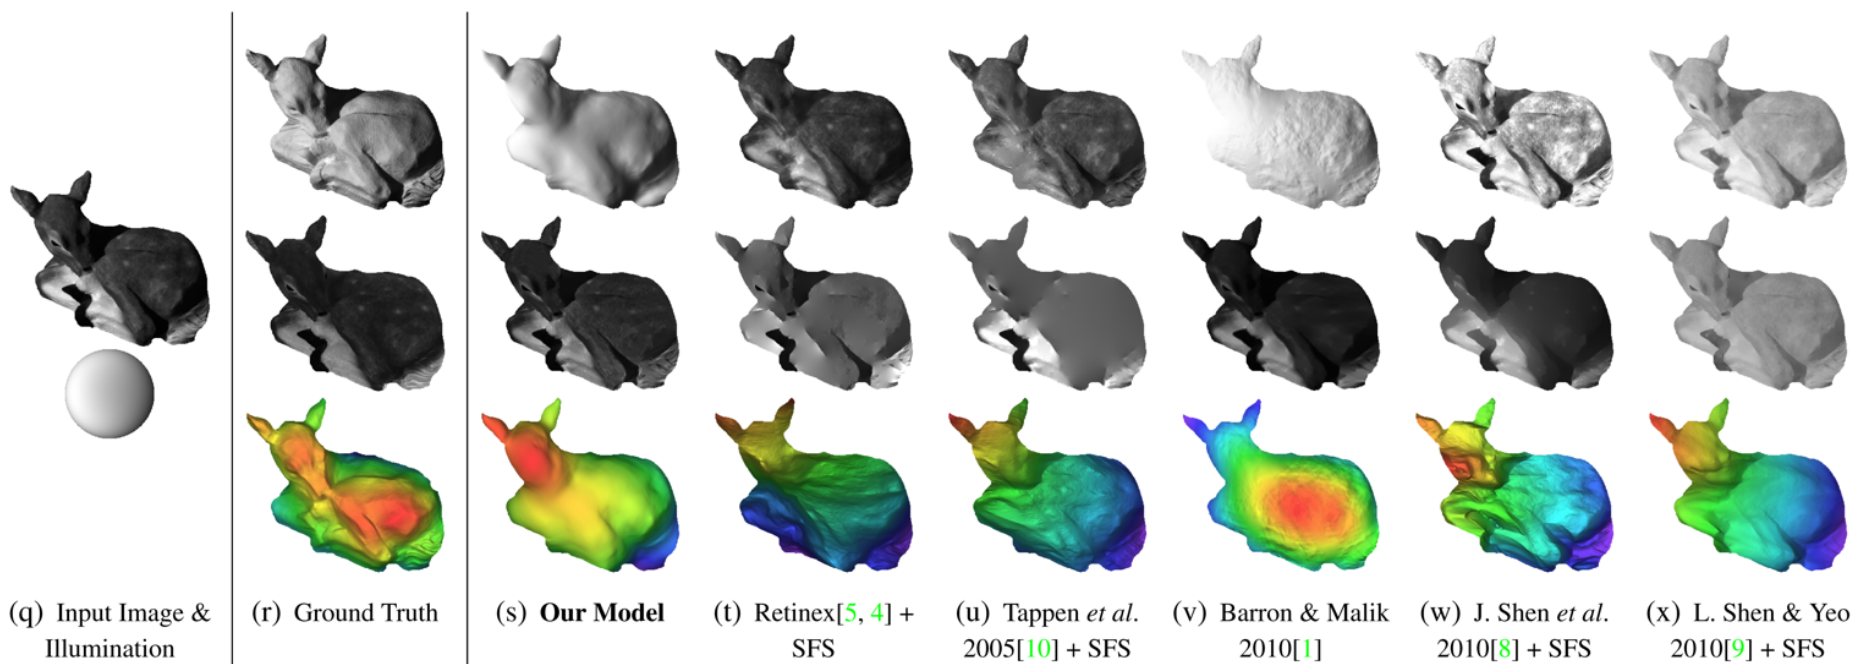 (q) Input Image &
Illumination
(r) Ground Truth
(s) Our Model
(t) Retinex[5, 4] +
SFS
(u) Tappen et al.
2005[10] + SFS
(v) Barron & Malik
2010[1]
(w) J. Shen et al.
2010[8] + SFS
(x) L. Shen & Yeo
2010[9] + SFS